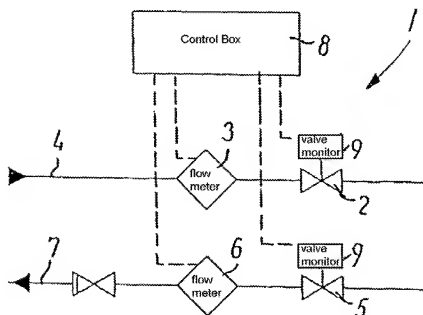 1
Control Box
8
3
valve
monitor
9
4
flow
meter
2
7
6
valve
monitor
9
flow
meter
5